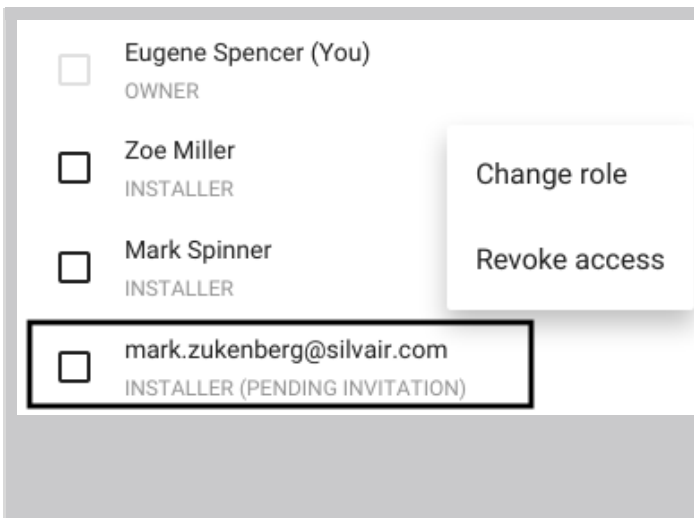 Eugene Spencer (You)
OWNER
Zoe Miller
INSTALLER
Change role
Mark Spinner
INSTALLER
Revoke access
mark.zukenberg@silvair.com
INSTALLER (PENDING INVITATION)